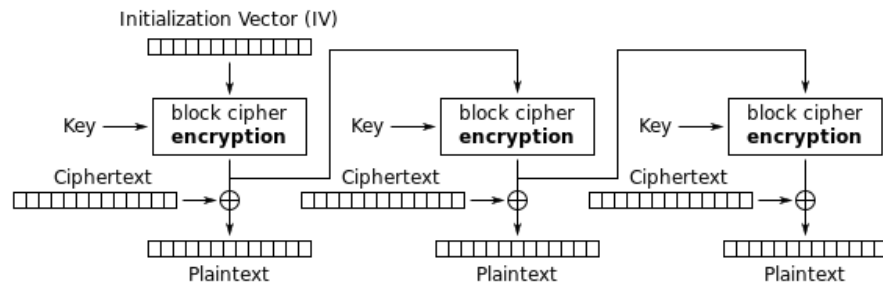 Initialization Vector (IV)
Key
block cipher
encryption
Key
block cipher
encryption
Key
block cipher
encryption
Ciphertext
Ciphertext
Ciphertext
Plaintext
Plaintext
Plaintext